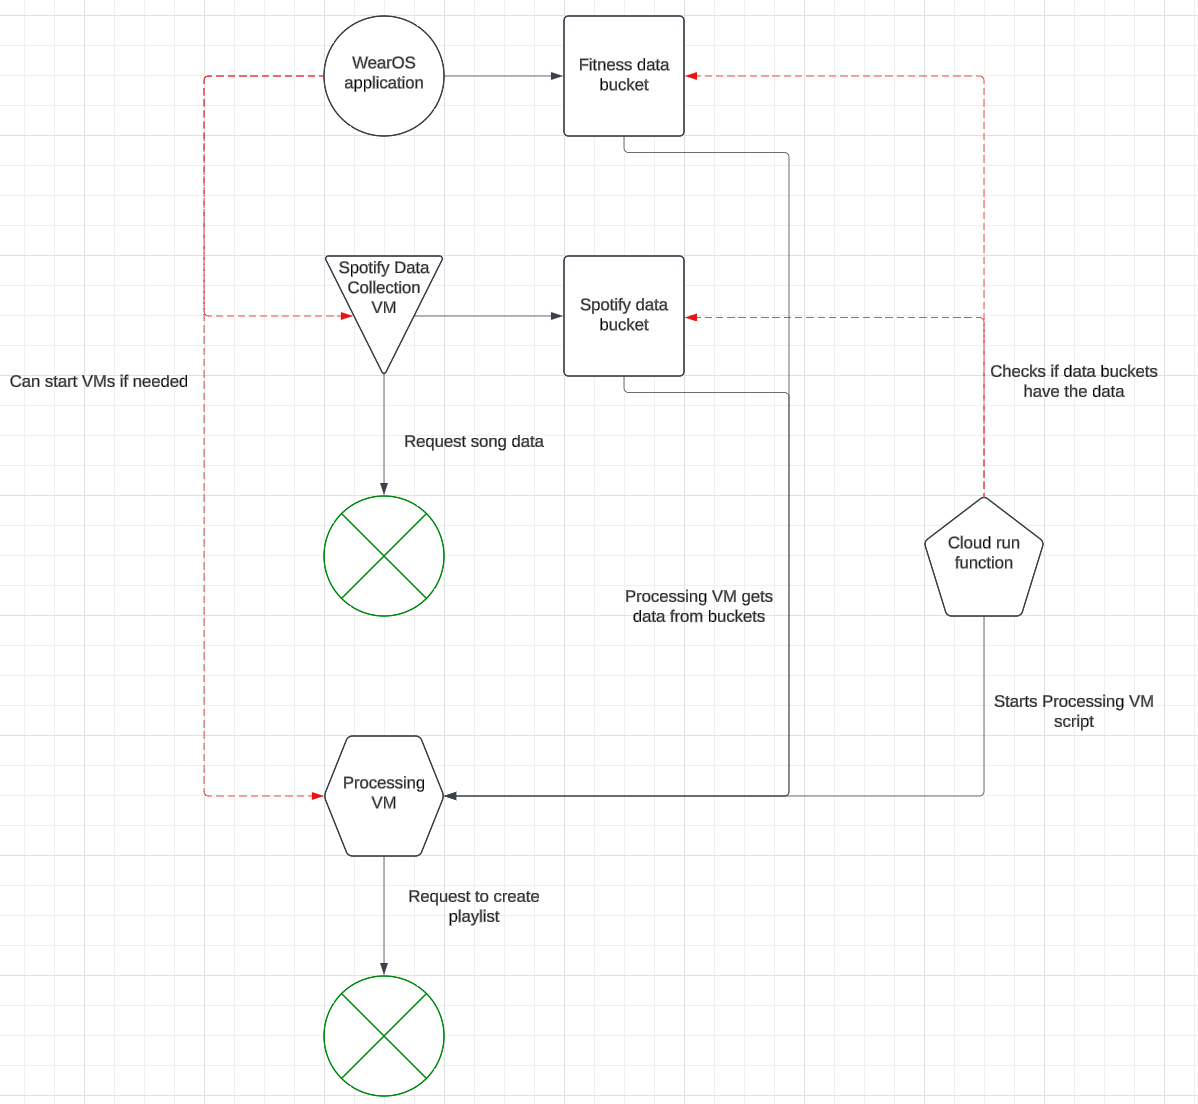 WearOS
application
Fitness data
bucket
Spotify Data
Collection
VM
Spotify data
bucket
Can start VMs if needed
Checks if data buckets
have the data
Request song data
Cloud run
function
Processing VM gets
data from buckets
Starts Processing VM
script
Processing
VM
Request to create
playlist